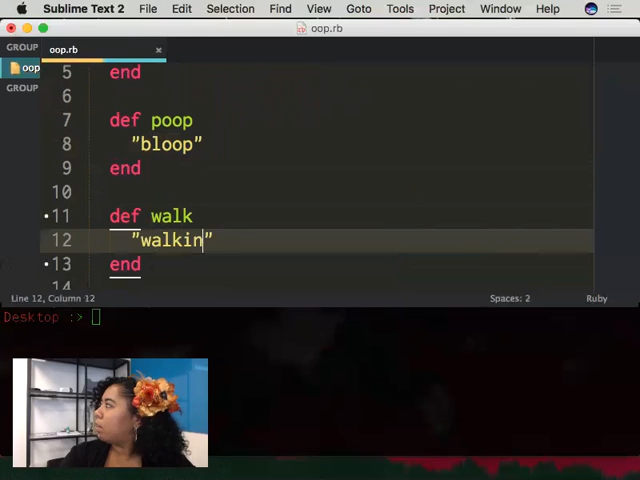 Sublime Text 2 File Edit Selection Find View Goto Tools Project Window Help
oop.rb
GROUP
oop
GROUP
oop.rb
5 end
6
7 def poop
8 "bloop"
9 end
10
11 def walk
12 "walkin"
13 end
14
Line 12, Column 12 Spaces: 2 Ruby
Desktop :>